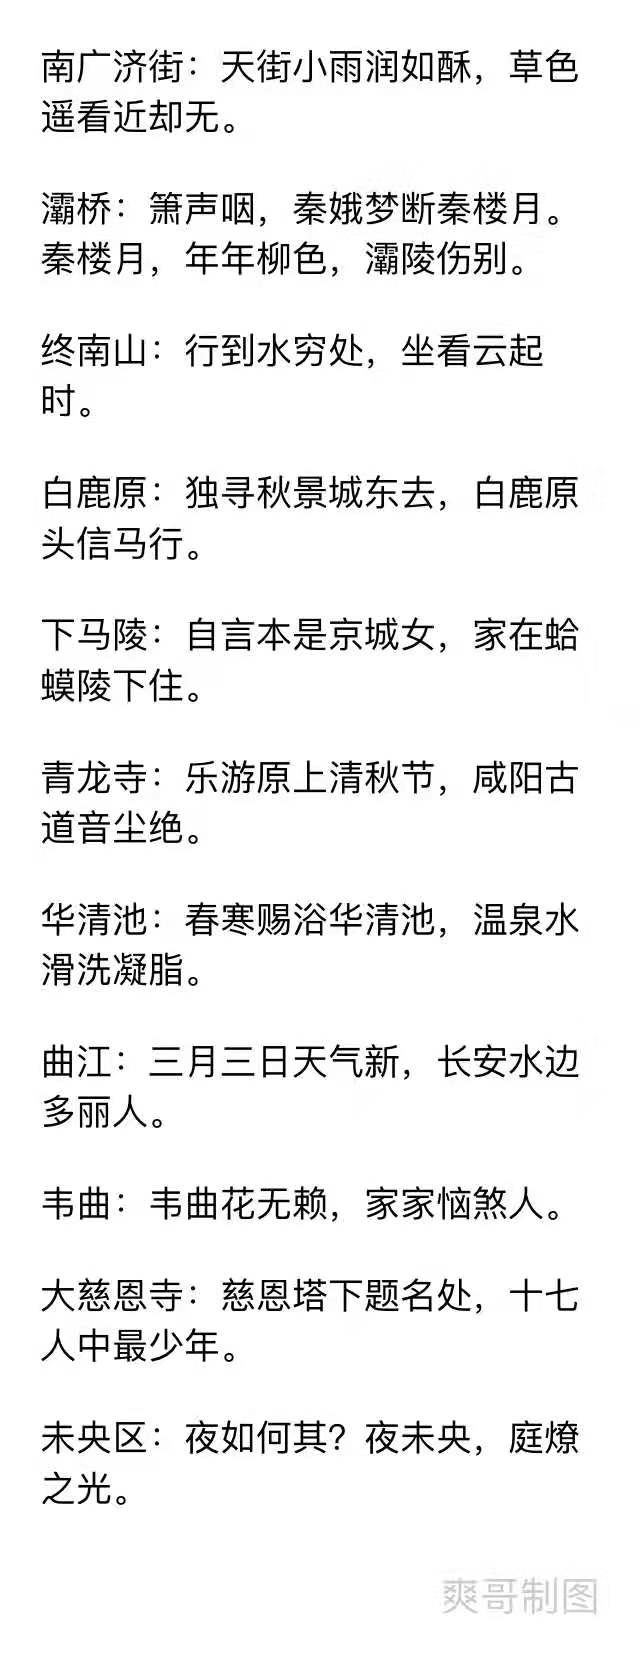 南广济街：天街小雨润如酥，草色
遥看近却无。
灞桥：箫声咽，秦娥梦断秦楼月。
秦楼月，年年柳色，灞陵伤别。
终南山：行到水穷处，坐看云起
时。
白鹿原：独寻秋景城东去，白鹿原
头信马行。
下马陵：自言本是京城女，家在蛤
蟆陵下住。
青龙寺：乐游原上清秋节，咸阳古
道音尘绝。
华清池：春寒赐浴华清池，温泉水
滑洗凝脂。
曲江：三月三日天气新，长安水边
多丽人。
韦曲：韦曲花无赖，家家恼煞人。
大慈恩寺：慈恩塔下题名处，十七
人中最少年。
未央区：夜如何其？夜未央，庭燎
之光。
爽哥制图